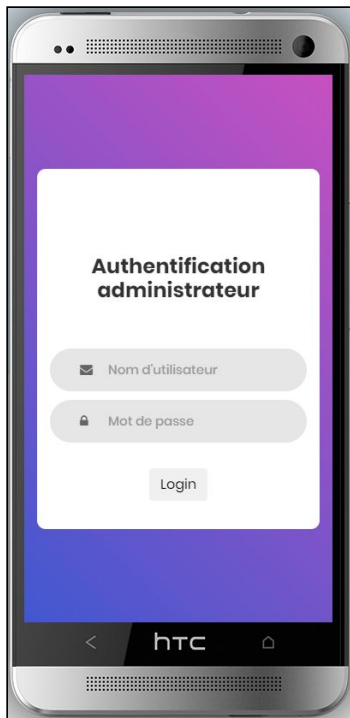 Authentification
administrateur
Nom d'utilisateur
Mot de passe
Login
hTC